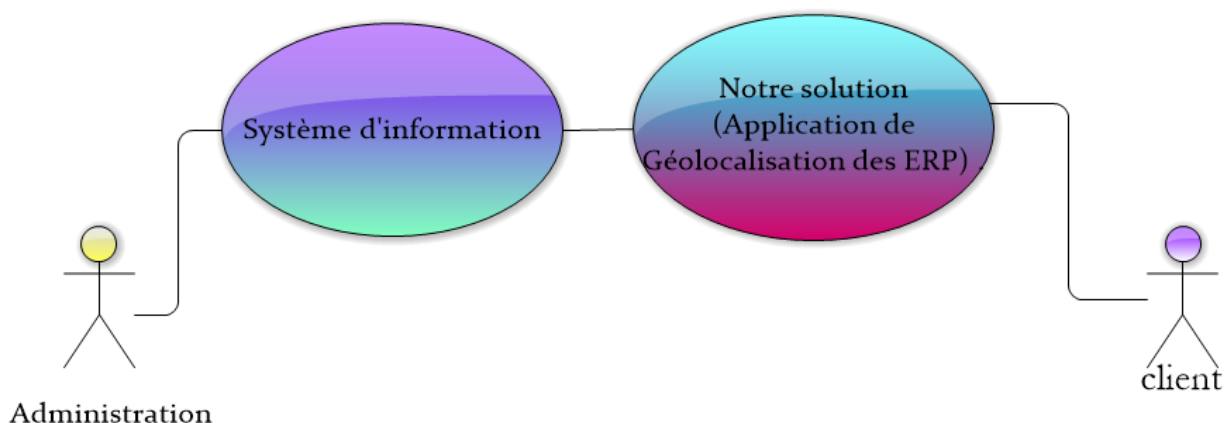 Système d'information
Notre solution
(Application de
Géolocalisation des ERP) .
client
Administration